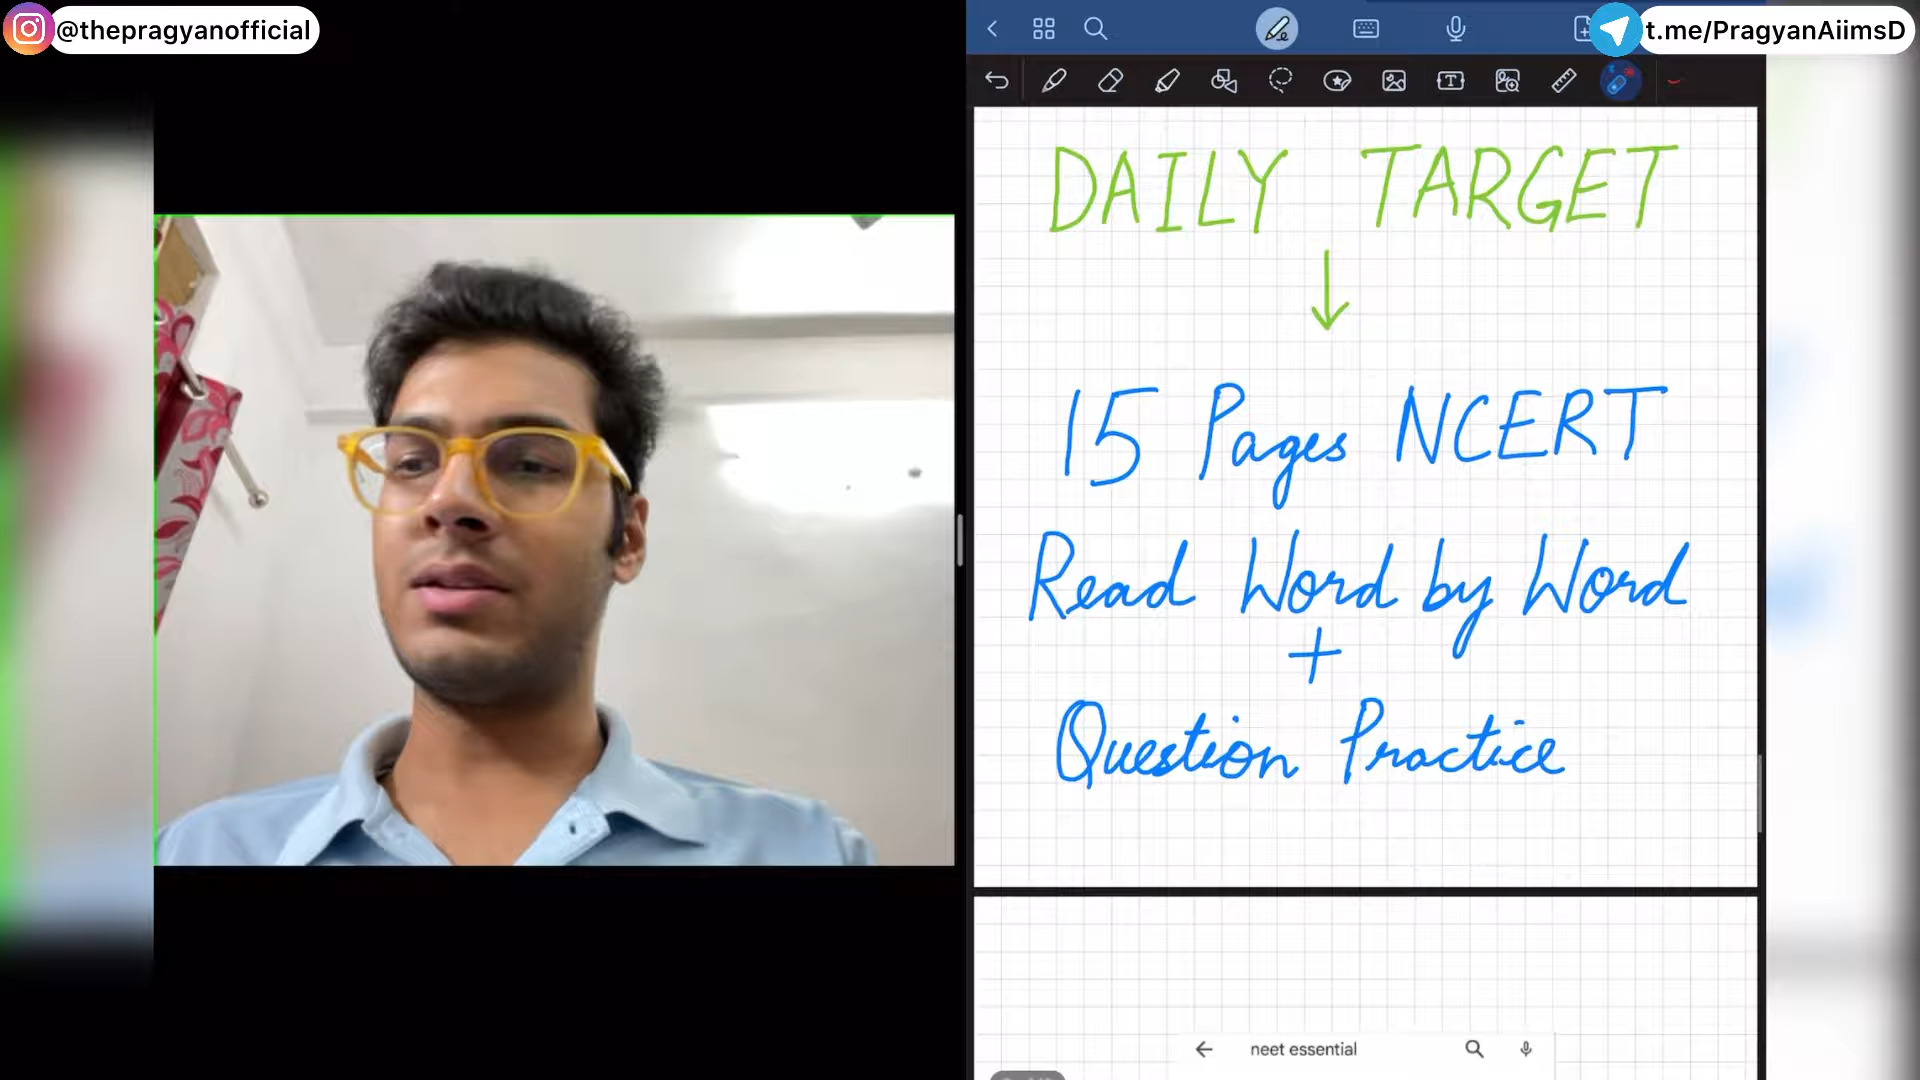 @thepragyanofficial
t.me/PragyanAiimsD
DAILY TARGET
15 Pages NCERT
Read Word by Word
+
Question Practice
neet essential